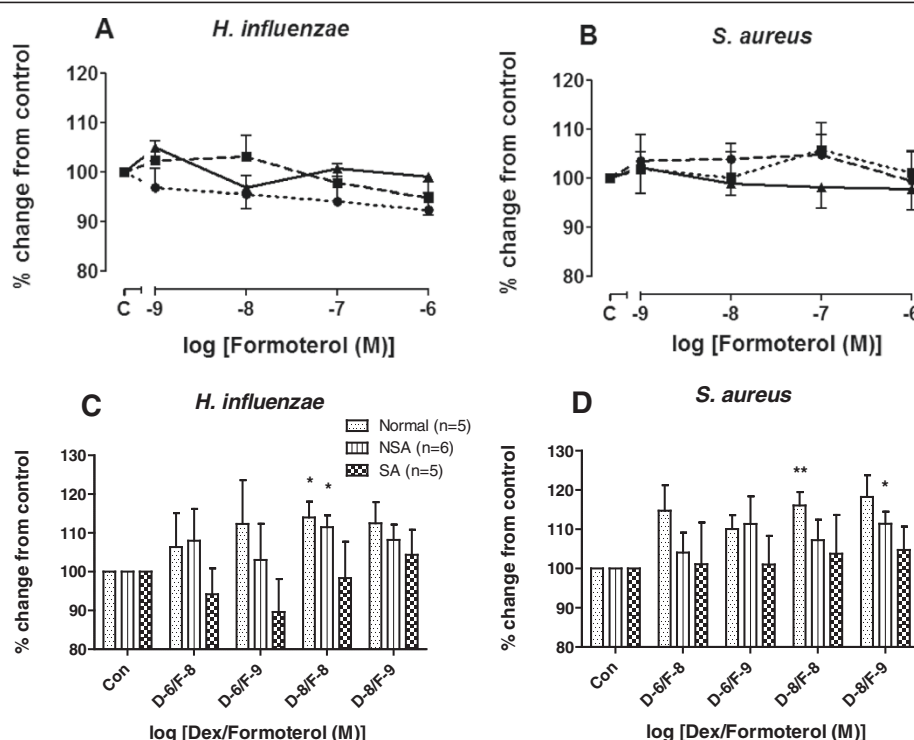 A
H. influenzae
% change from control
120
110
100
90
80
C -9 -8 -7 -6
log [Formoterol (M)]
B
S. aureus
% change from control
120
100
80
C -9 -8 -7 -6
log [Formoterol (M)]
C
H. influenzae
Normal (n=5)
NSA (n=6)
SA (n=5)
% change from control
130
120
110
100
90
80
* *
Con D-6/F-8 D-6/F-9 D-8/F-8 D-8/F-9
log [Dex/Formoterol (M)]
D
S. aureus
% change from control
130
120
110
100
90
80
** *
Con D-6/F-8 D-6/F-9 D-8/F-8 D-8/F-9
log [Dex/Formoterol (M)]